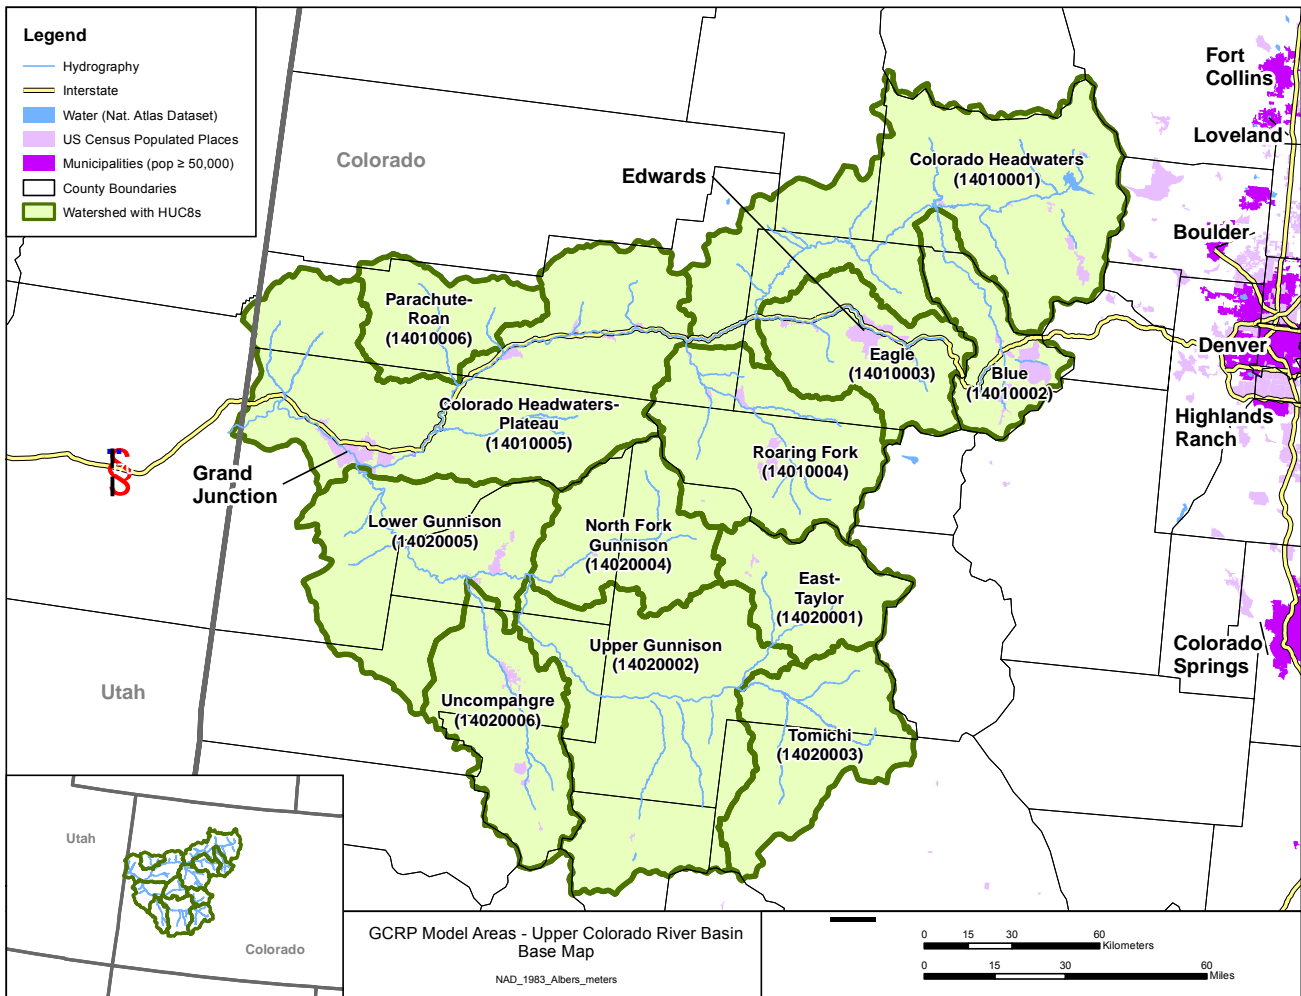 Legend
Hydrography
Interstate
Water (Nat. Atlas Dataset)
US Census Populated Places
Municipalities (pop ≥ 50,000)
County Boundaries
Watershed with HUC8s
Colorado
Utah
Edwards
Fort
Collins
Loveland
Boulder
Denver
Highlands
Ranch
Colorado
Springs
Grand
Junction
Colorado Headwaters
(14010001)
Parachute-
Roan
(14010006)
Eagle
(14010003)
Blue
(14010002)
Colorado Headwaters-
Plateau
(14010005)
Roaring Fork
(14010004)
Lower Gunnison
(14020005)
North Fork
Gunnison
(14020004)
East-
Taylor
(14020001)
Upper Gunnison
(14020002)
Uncompahgre
(14020006)
Tomichi
(14020003)
Utah
Colorado
GCRP Model Areas - Upper Colorado River Basin
Base Map
NAD_1983_Albers_meters
0 15 30 60
Kilometers
0 15 30 60
Miles